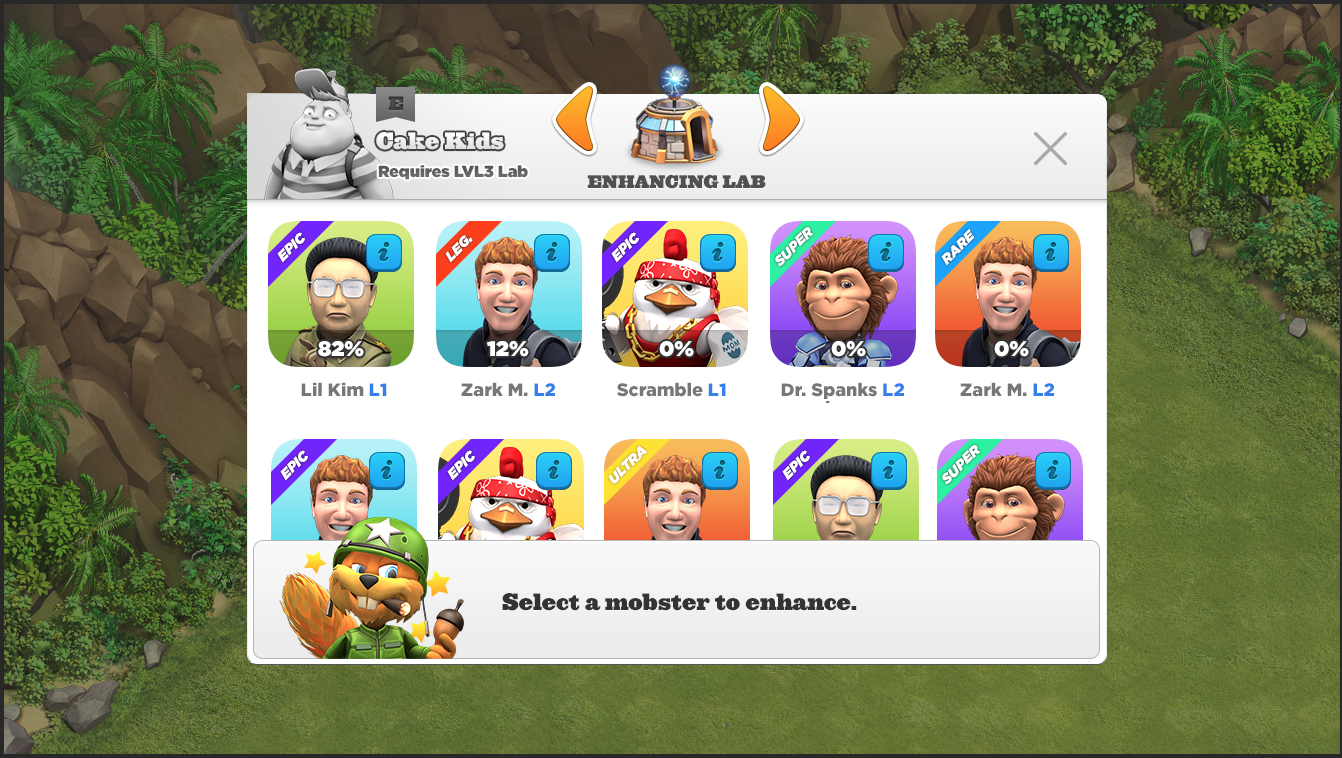 E
Cake Kids
Requires LVL3 Lab
ENHANCING LAB
EPIC
i
82%
Lil Kim L1
LEG.
i
12%
Zark M. L2
EPIC
i
MOM
0%
Scramble L1
SUPER
i
0%
Dr. Spanks L2
RARE
i
0%
Zark M. L2
EPIC
i
EPIC
i
ULTRA
i
EPIC
i
SUPER
i
Select a mobster to enhance.